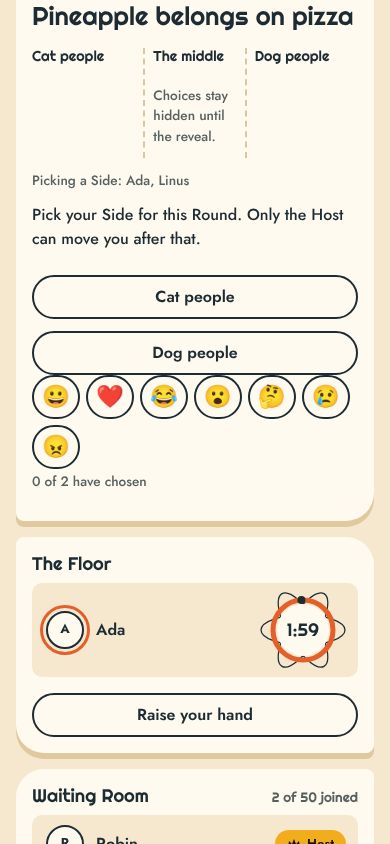 Pineapple belongs on pizza
Cat people
The middle
Dog people
Choices stay
hidden until
the reveal.
Picking a Side: Ada, Linus
Pick your Side for this Round. Only the Host
can move you after that.
Cat people
Dog people
0 of 2 have chosen
The Floor
A
Ada
1:59
Raise your hand
Waiting Room
2 of 50 joined
R
Robin
Host